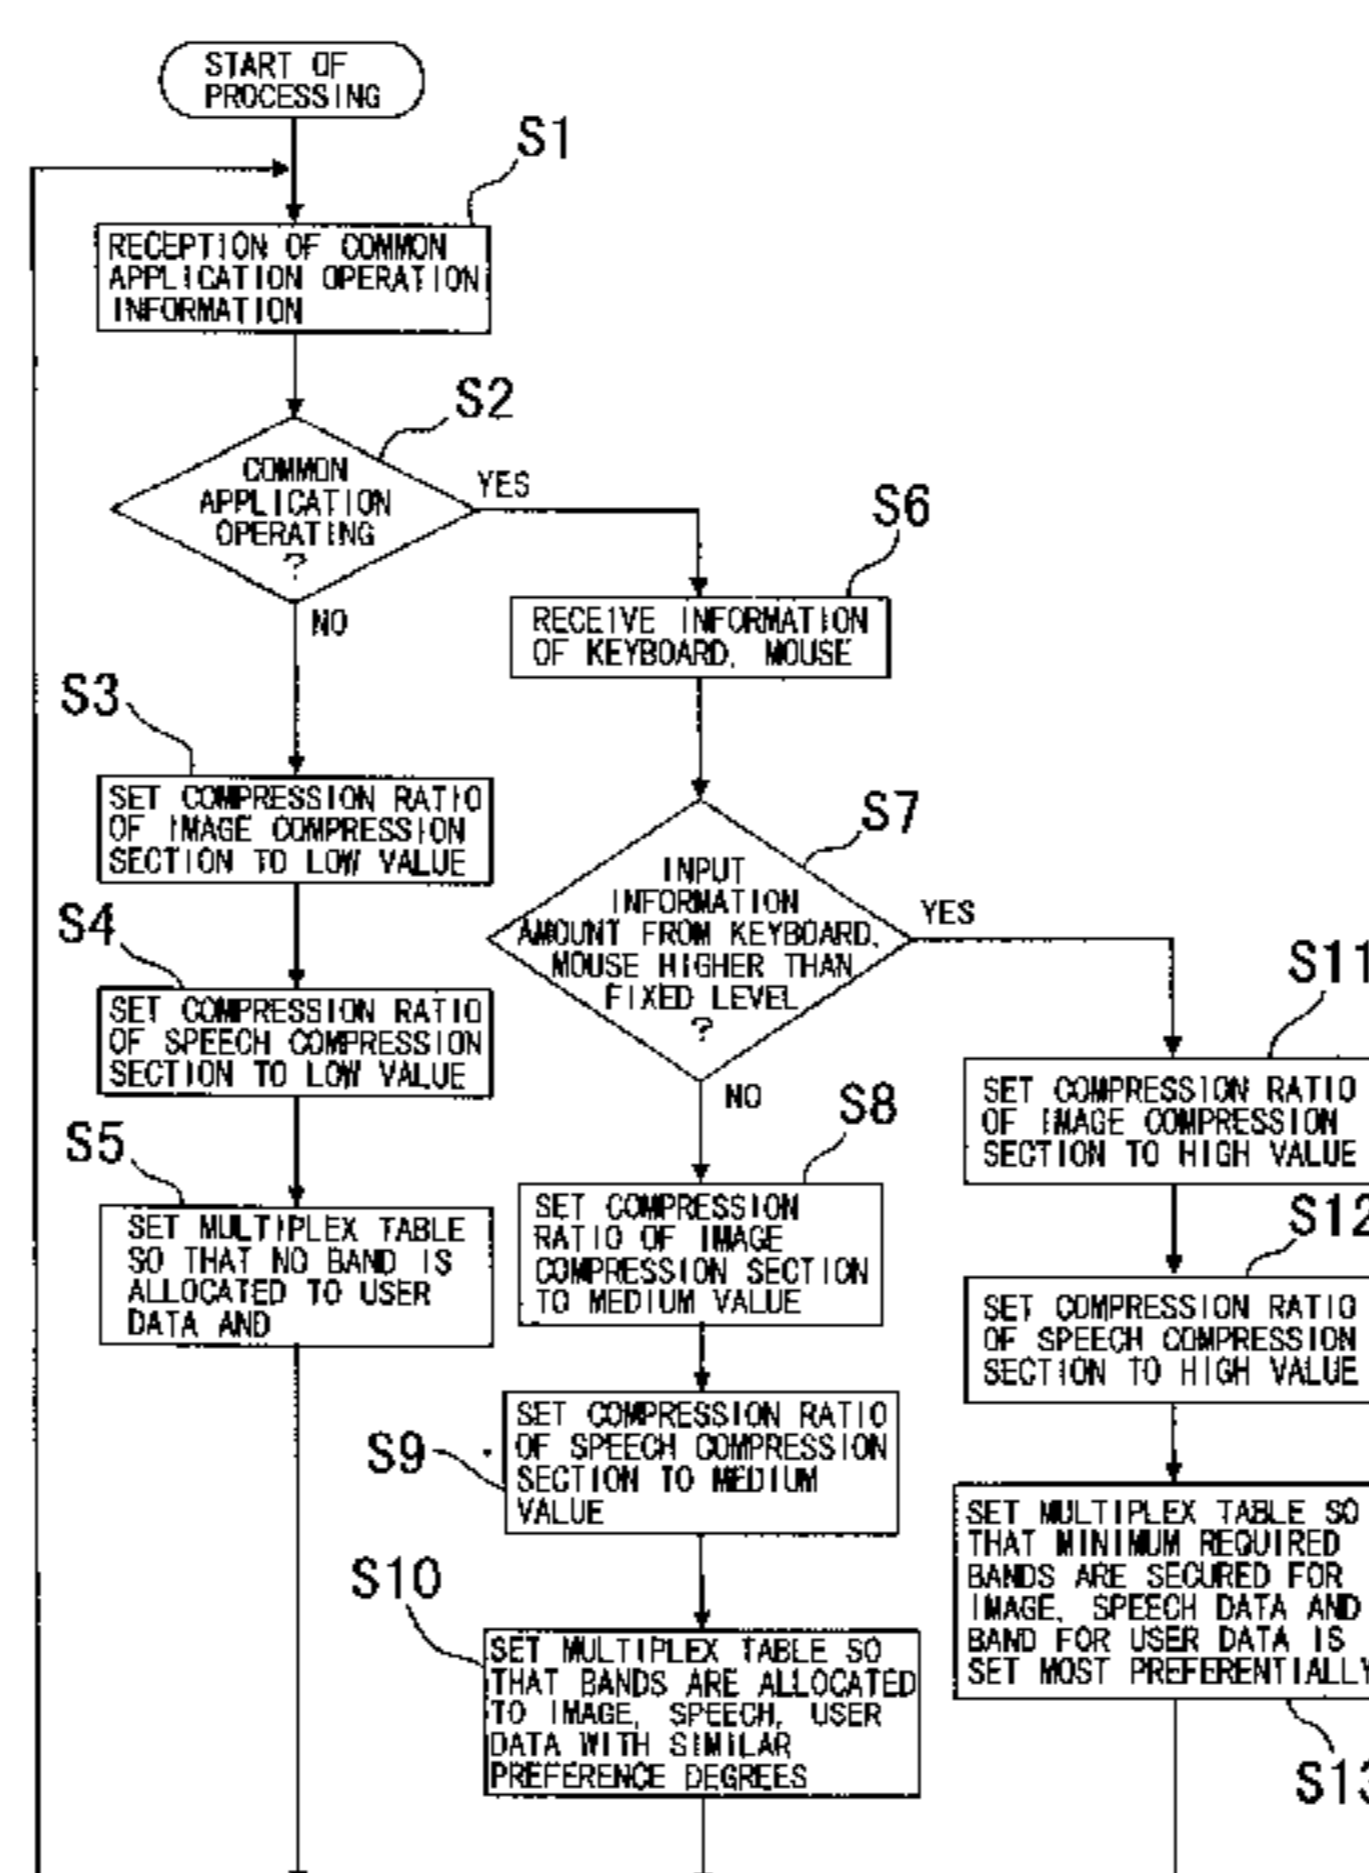 START OF
PROCESSING
S1
RECEPTION OF COMMON
APPLICATION OPERATION
INFORMATION
S2
COMMON
APPLICATION
OPERATING
?
YES
NO
S6
RECEIVE INFORMATION
OF KEYBOARD, MOUSE
S3
SET COMPRESSION RATIO
OF IMAGE COMPRESSION
SECTION TO LOW VALUE
S7
INPUT
INFORMATION
AMOUNT FROM KEYBOARD,
MOUSE HIGHER THAN
FIXED LEVEL
?
YES
NO
S4
SET COMPRESSION RATIO
OF SPEECH COMPRESSION
SECTION TO LOW VALUE
S5
SET MULTIPLEX TABLE
SO THAT NO BAND IS
ALLOCATED TO USER
DATA AND
S8
SET COMPRESSION
RATIO OF IMAGE
COMPRESSION SECTION
TO MEDIUM VALUE
S9
SET COMPRESSION RATIO
OF SPEECH COMPRESSION
SECTION TO MEDIUM
VALUE
S10
SET MULTIPLEX TABLE SO
THAT BANDS ARE ALLOCATED
TO IMAGE, SPEECH, USER
DATA WITH SIMILAR
PREFERENCE DEGREES
S11
SET COMPRESSION RATIO
OF IMAGE COMPRESSION
SECTION TO HIGH VALUE
S12
SET COMPRESSION RATIO
OF SPEECH COMPRESSION
SECTION TO HIGH VALUE
SET MULTIPLEX TABLE SO
THAT MINIMUM REQUIRED
BANDS ARE SECURED FOR
IMAGE, SPEECH DATA AND
BAND FOR USER DATA IS
SET MOST PREFERENTIALLY
S13